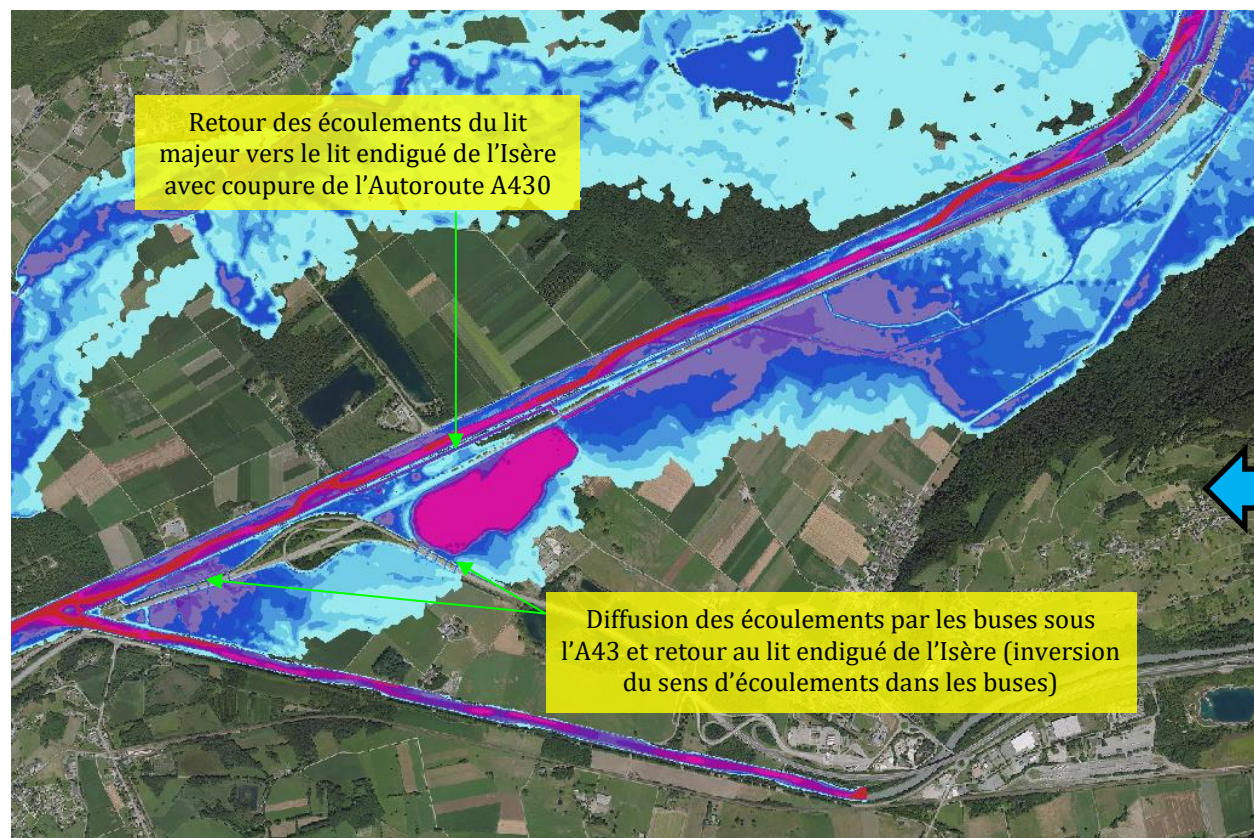 Retour des écoulements du lit
majeur vers le lit endigué de l’Isère
avec coupure de l’Autoroute A430
Diffusion des écoulements par les buses sous
l’A43 et retour au lit endigué de l’Isère (inversion
du sens d’écoulements dans les buses)